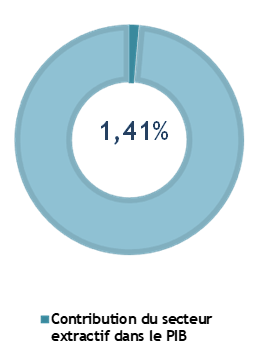 1,41%
Contribution du secteur
extractif dans le PIB